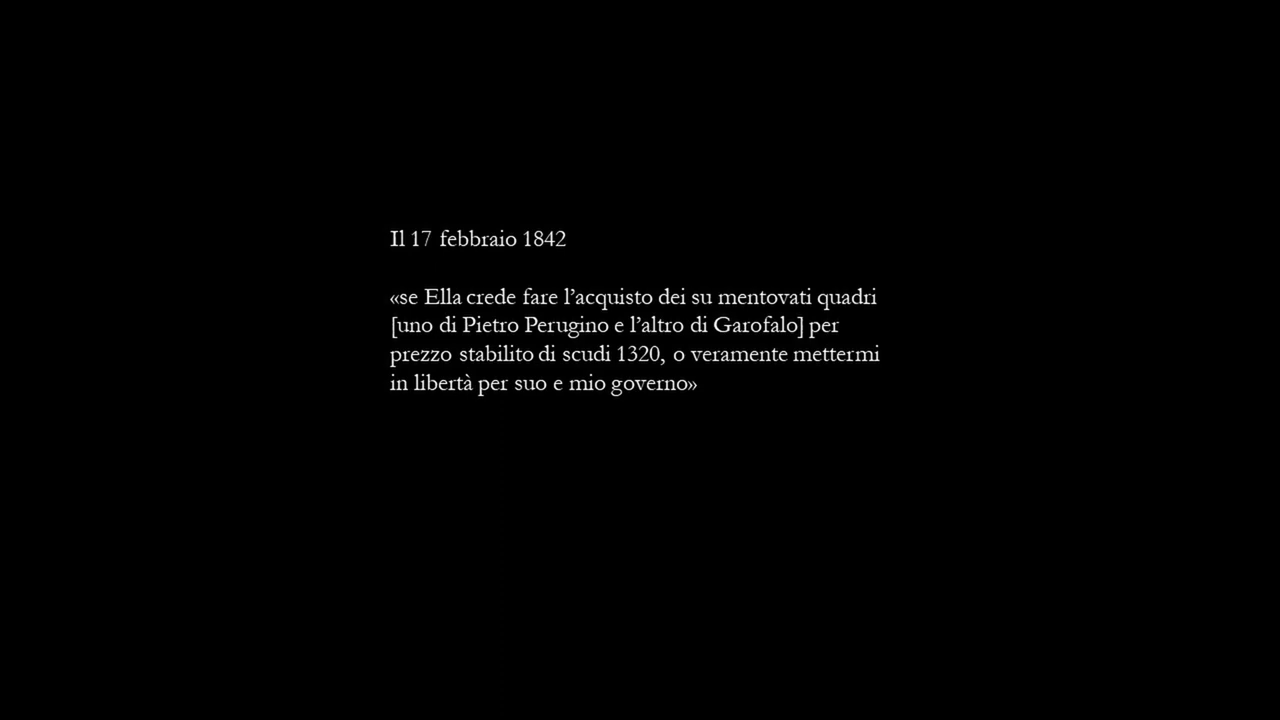 Il 17 febbraio 1842
«se Ella crede fare l’acquisto dei su mentovati quadri
[uno di Pietro Perugino e l’altro di Garofalo] per
prezzo stabilito di scudi 1320, o veramente mettermi
in libertà per suo e mio governo»